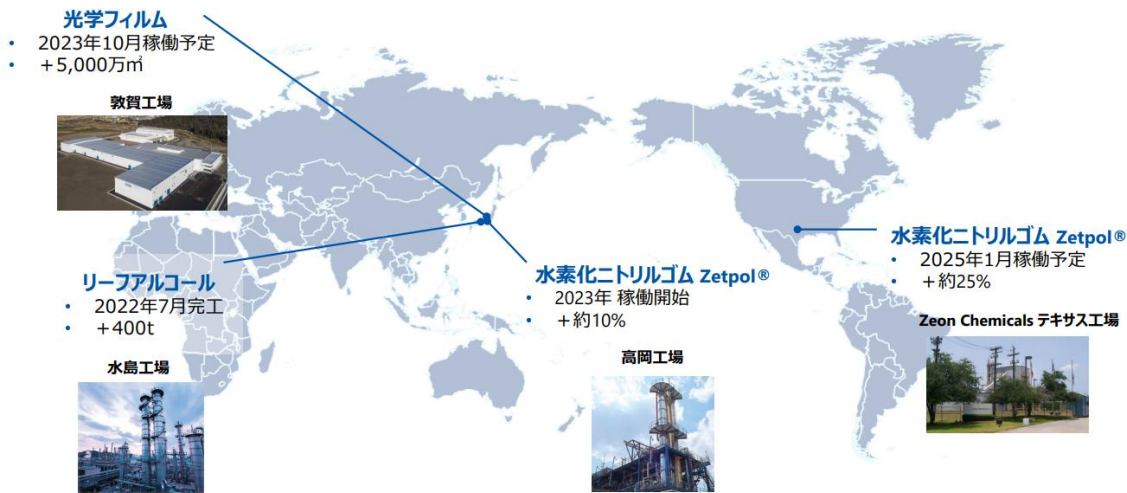 光学フィルム
• 2023年10月稼働予定
• +5,000万㎡
敦賀工場
リーフアルコール
• 2022年7月完工
• +400t
水島工場
水素化ニトリルゴム Zetpol®
• 2023年 稼働開始
• +約10%
高岡工場
水素化ニトリルゴム Zetpol®
• 2025年1月稼働予定
• +約25%
Zeon Chemicals テキサス工場